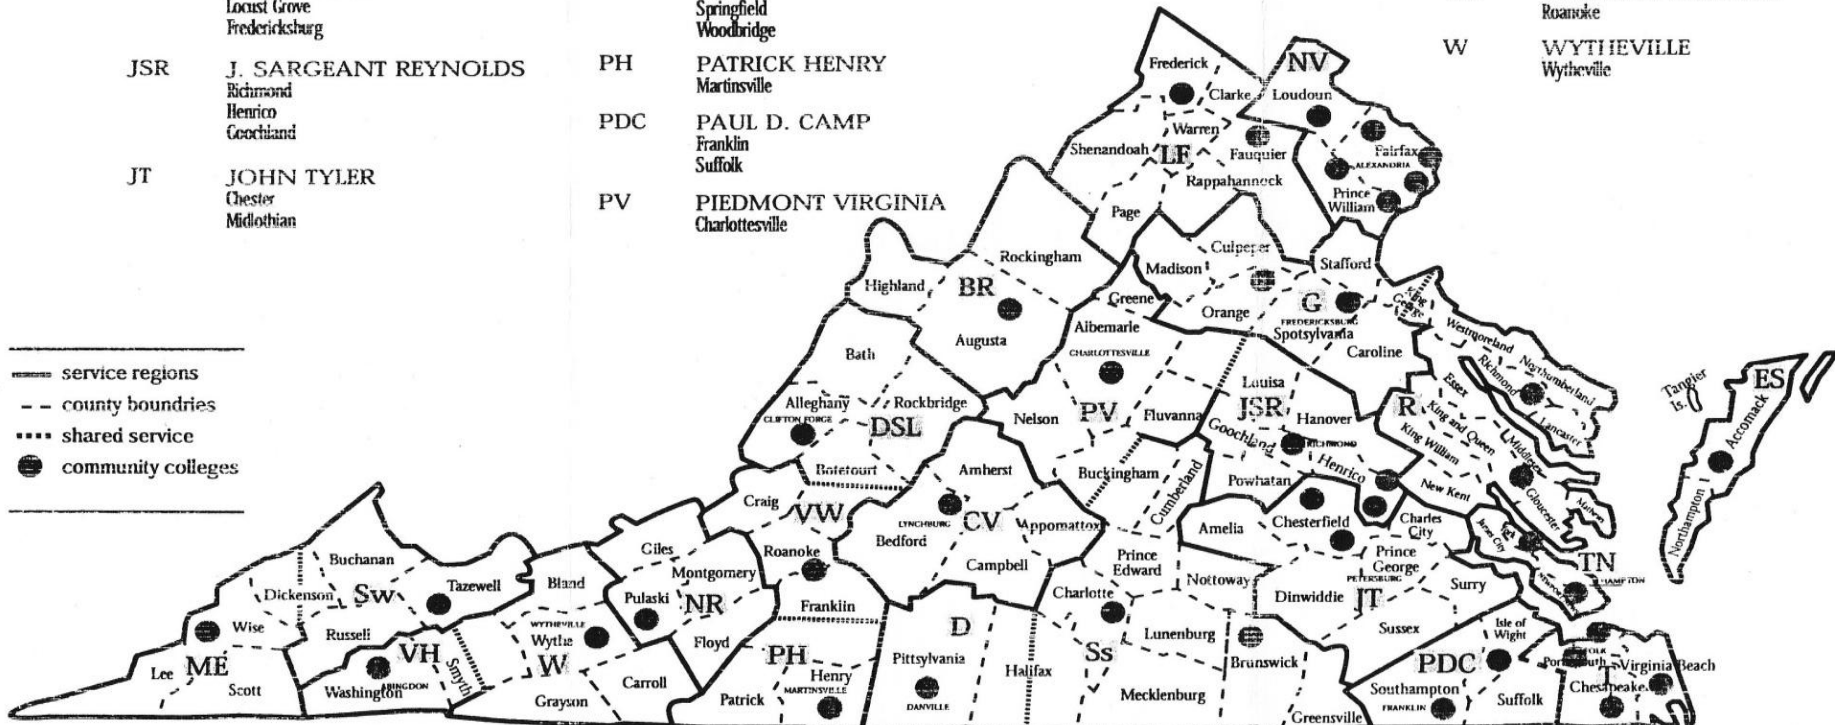 Locust Grove
Fredericksburg
JSR J. SARGEANT REYNOLDS
Richmond
Henrico
Goochland
JT JOHN TYLER
Chester
Midlothian
Springfield
Woodbridge
PH PATRICK HENRY
Martinsville
PDC PAUL D. CAMP
Franklin
Suffolk
PV PIEDMONT VIRGINIA
Charlottesville
Roanoke
W WYTHEVILLE
Wytheville
service regions
county boundries
shared service
community colleges
Frederick
NV
Clarke
Loudoun
Warren
Shenandoah
LF
Fauquier
Fairfax
ALEXANDRIA
Rappahannock
Prince
William
Page
Culpeper
Rockingham
Madison
Stafford
Highland
BR
Greene
Orange
G
King
George
FREDERICKSBURG
Spotsylvania
Albemarle
Augusta
Westmoreland
Bath
CHARLOTTESVILLE
Caroline
Richmond
Northumberland
Essex
Louisa
Tangier
Is.
ES
Accomack
Alleghany
Rockbridge
CLIFTON FORGE
DSL
Nelson
PV
Fluvanna
JSR
Hanover
R
King and Queen
Lancaster
Goochland
RICHMOND
King William
Middlesex
Botetourt
Amherst
Buckingham
Cumberland
Powhatan
Henrico
New Kent
Gloucester
Mathews
Northampton
Craig
VW
LYNCHBURG
CV
Appomattox
Amelia
Chesterfield
Charles
City
James City
York
Bedford
Giles
Roanoke
Prince
Edward
Prince
George
TN
HAMPTON
Buchanan
Montgomery
Campbell
Nottoway
PETERSBURG
Surry
Tazewell
Bland
Dickenson
Sw
Pulaski
NR
Franklin
Charlotte
Dinwiddie
JT
Wise
Russell
WYTHEVILLE
Wythe
W
Floyd
D
Lunenburg
Sussex
Isle of
Wight
Lee
ME
VH
Smyth
PH
Pittsylvania
Halifax
Ss
Brunswick
PDC
Portsmouth
Virginia Beach
Scott
Washington
ABINGDON
Carroll
Henry
MARTINSVILLE
Southampton
Chesapeake
Grayson
Patrick
DANVILLE
Mecklenburg
FRANKLIN
Suffolk
Greensville